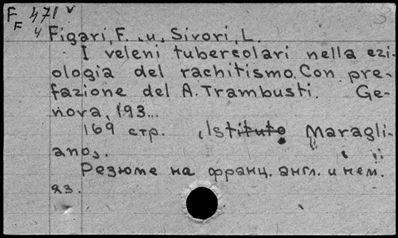 F 471 v
F 4
Figari, F. u. Sivori, L.
I veleni tubercolari nella ezi-
ologia del rachitismo. Con pre-
fazione del A. Trambusti. Ge-
nova, 193...
169 стр. „Istituto Maragli-
ano„.
Резюме на франц. англ. и нем.
яз.